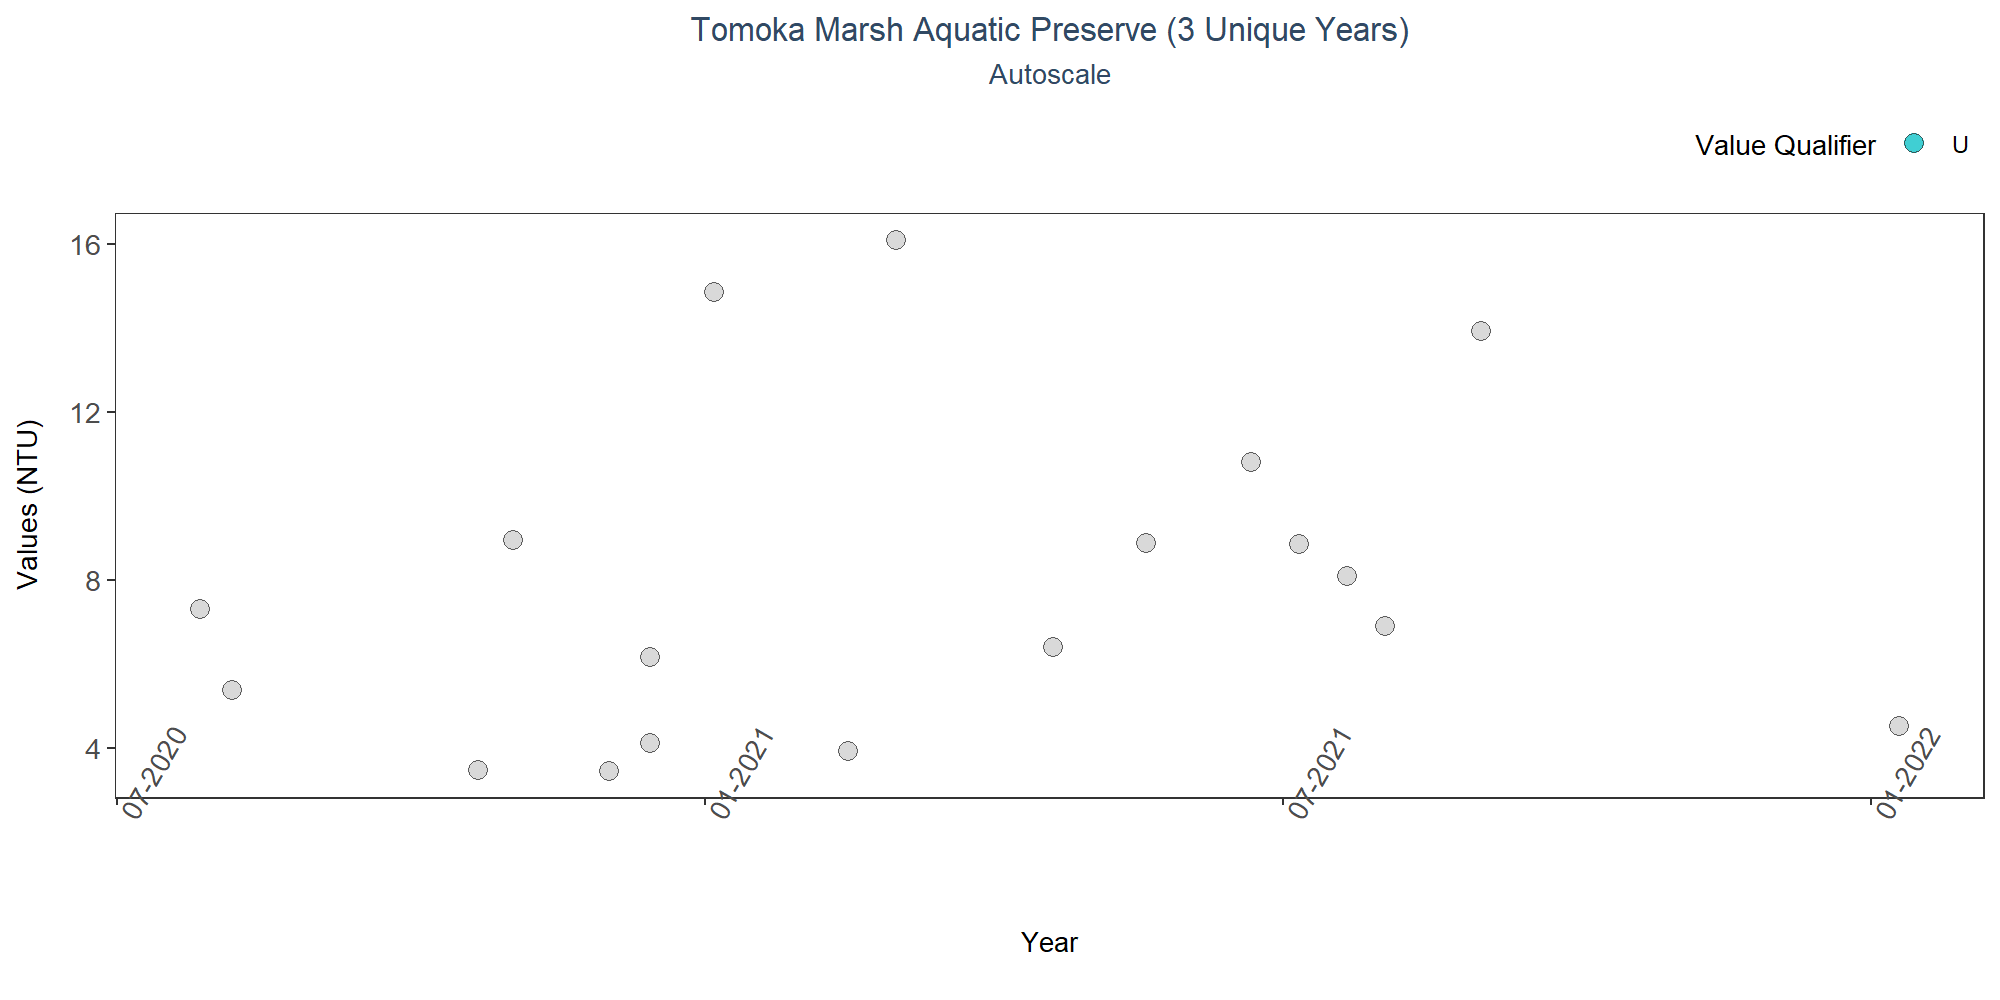 Tomoka Marsh Aquatic Preserve (3 Unique Years)
Autoscale
Value Qualifier U
Values (NTU)
16
12
8
4
07-2020 01-2021 07-2021 01-2022
Year